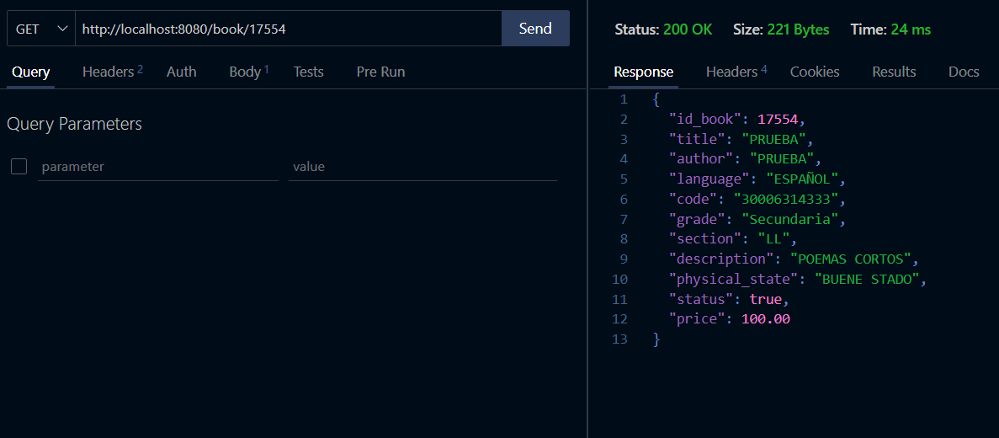 GET http://localhost:8080/book/17554 Send
Query Headers 2 Auth Body 1 Tests Pre Run
Query Parameters
parameter value
Status: 200 OK Size: 221 Bytes Time: 24 ms
Response Headers 4 Cookies Results Docs
1 {
2 "id_book": 17554,
3 "title": "PRUEBA",
4 "author": "PRUEBA",
5 "language": "ESPAÑOL",
6 "code": "30006314333",
7 "grade": "Secundaria",
8 "section": "LL",
9 "description": "POEMAS CORTOS",
10 "physical_state": "BUENE STADO",
11 "status": true,
12 "price": 100.00
13 }